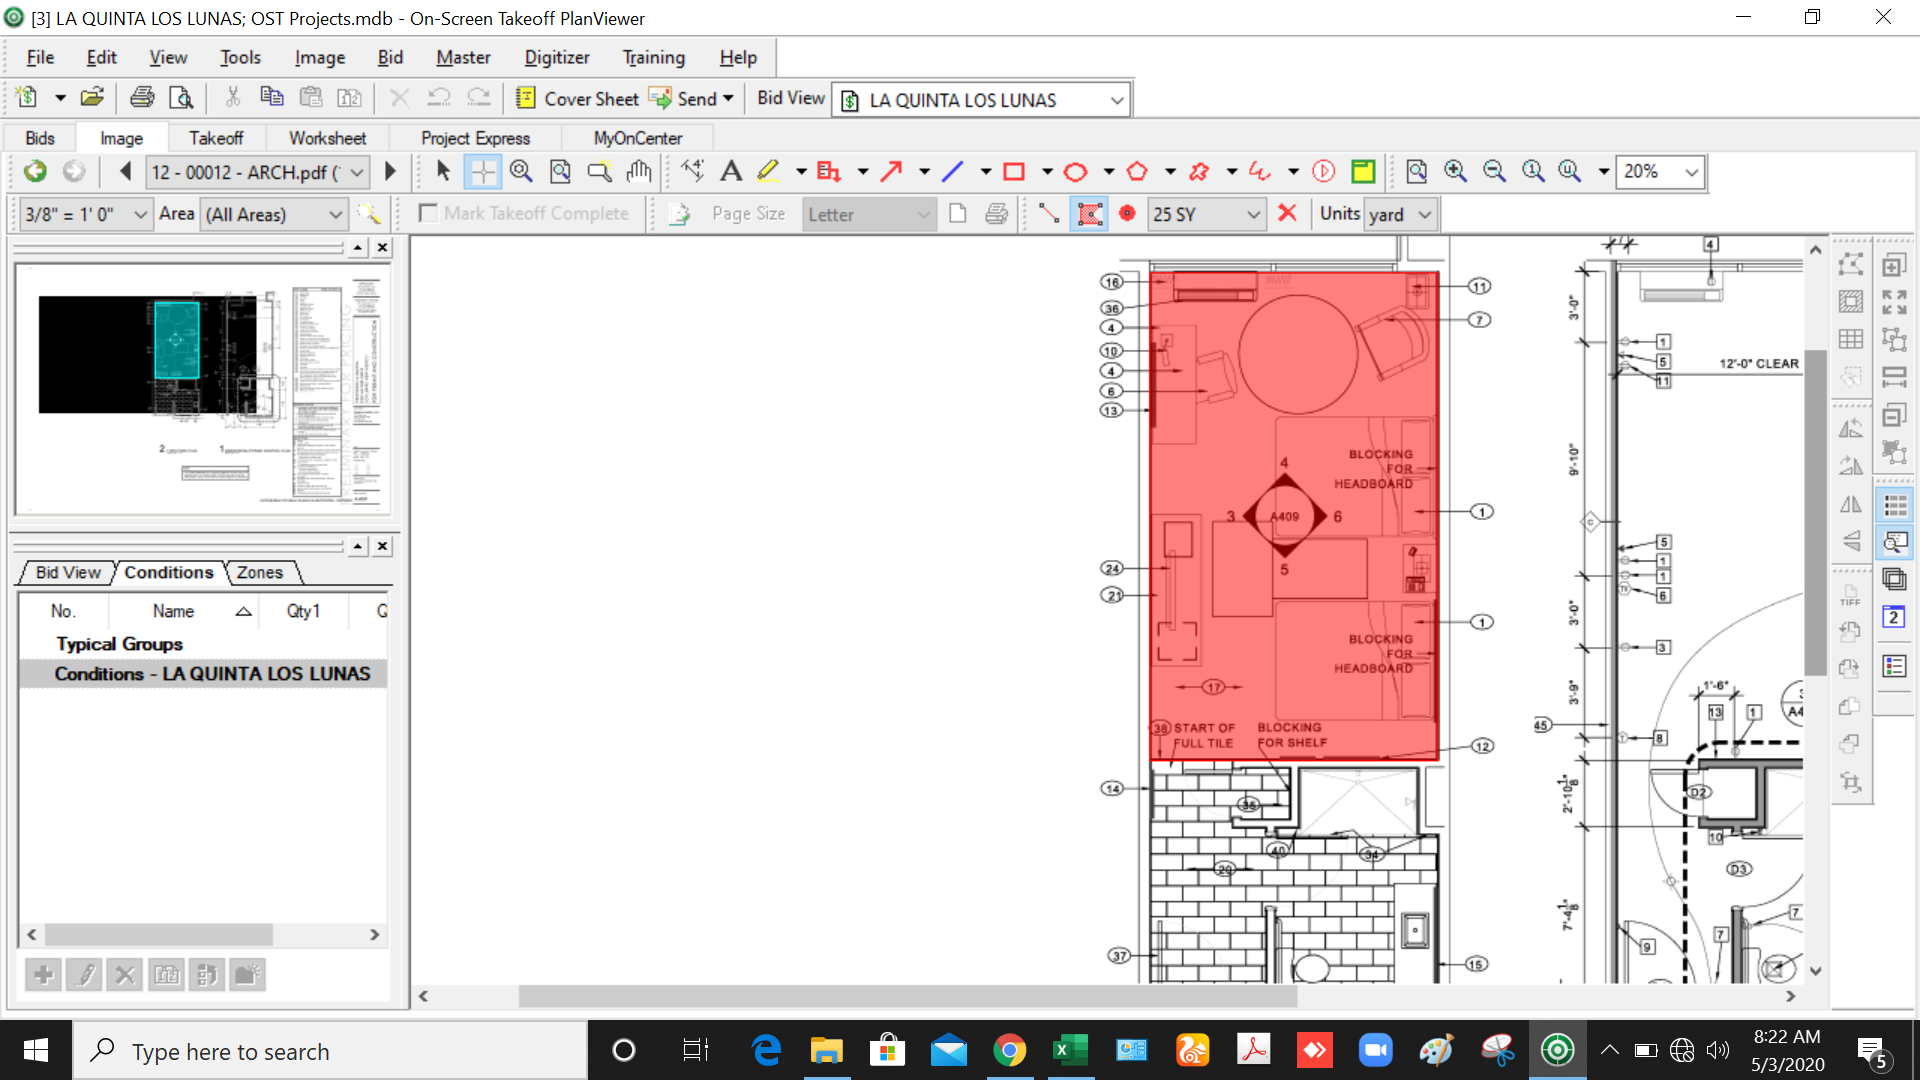 [3] LA QUINTA LOS LUNAS; OST Projects.mdb - On-Screen Takeoff PlanViewer
File Edit View Tools Image Bid Master Digitizer Training Help
Cover Sheet Send Bid View LA QUINTA LOS LUNAS
Bids Image Takeoff Worksheet Project Express MyOnCenter
12 - 00012 - ARCH.pdf (
20%
3/8" = 1' 0" Area (All Areas) Mark Takeoff Complete Page Size Letter 25 SY Units yard
Bid View Conditions Zones
No. Name Qty1
Typical Groups
Conditions - LA QUINTA LOS LUNAS
TIFF
2
16
36
4
10
4
6
13
24
21
14
37
11
7
1
1
12
15
BLOCKING
FOR
HEADBOARD
4
3 A409 6
5
BLOCKING
FOR
HEADBOARD
17
38 START OF
FULL TILE
BLOCKING
FOR SHELF
35
40 34
20
4
3'-0"
1
5
11
12'-0" CLEAR
9'-10"
C
5
1
1
6
3'-0"
3
3'-9"
1'-6"
13 1
A4
45
8
2'-10 1/8"
D2
10
D3
7'-4 1/8"
7
7
9
Type here to search
8:22 AM
5/3/2020
5